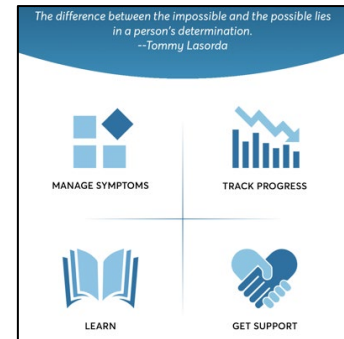 The difference between the impossible and the possible lies
in a person's determination.
--Tommy Lasorda
MANAGE SYMPTOMS
TRACK PROGRESS
LEARN
GET SUPPORT